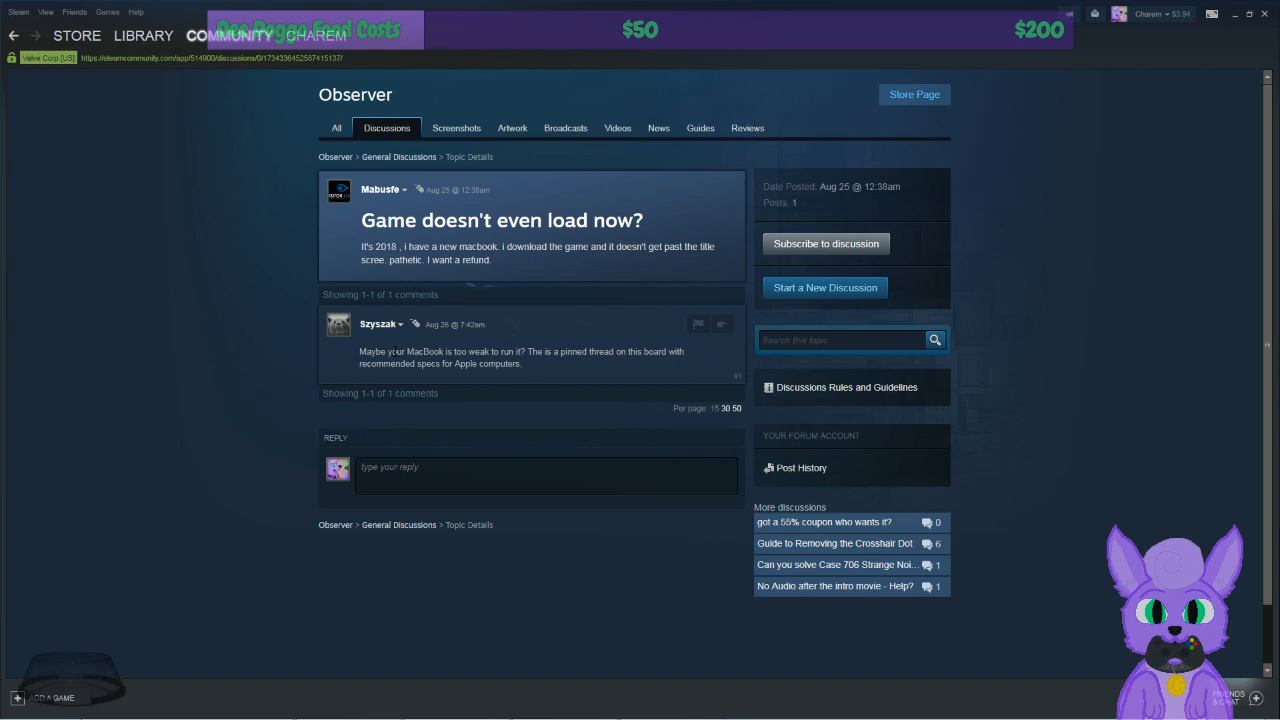 Steam View Friends Games Help
Das Doggo Food Costs $50 $200
Charem $3.94
STORE LIBRARY COMMUNITY CHAREM
Valve Corp [US] https://steamcommunity.com/app/514900/discussions/0/1734336452587415137/
Observer
Store Page
All Discussions Screenshots Artwork Broadcasts Videos News Guides Reviews
Observer > General Discussions > Topic Details
Mabusfe Aug 25 @ 12:38am
Game doesn't even load now?
It's 2018 , i have a new macbook. i download the game and it doesn't get past the title
scree. pathetic. I want a refund.
Showing 1-1 of 1 comments
Szyszak Aug 26 @ 7:42am
Maybe your MacBook is too weak to run it? The is a pinned thread on this board with
recommended specs for Apple computers.
#1
Showing 1-1 of 1 comments
Per page: 15 30 50
REPLY
type your reply
Observer > General Discussions > Topic Details
Date Posted: Aug 25 @ 12:38am
Posts: 1
Subscribe to discussion
Start a New Discussion
Search this topic
Discussions Rules and Guidelines
YOUR FORUM ACCOUNT
Post History
More discussions
got a 55% coupon who wants it? 0
Guide to Removing the Crosshair Dot 6
Can you solve Case 706 Strange Noi... 1
No Audio after the intro movie - Help? 1
ADD A GAME
FRIENDS
& CHAT